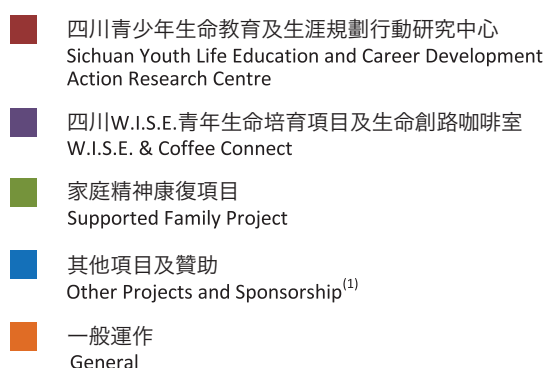 四川青少年生命教育及生涯規劃行動研究中心
Sichuan Youth Life Education and Career Development
Action Research Centre
四川W.I.S.E.青年生命培育項目及生命創路咖啡室
W.I.S.E. & Coffee Connect
家庭精神康復項目
Supported Family Project
其他項目及贊助
Other Projects and Sponsorship(1)
一般運作
General